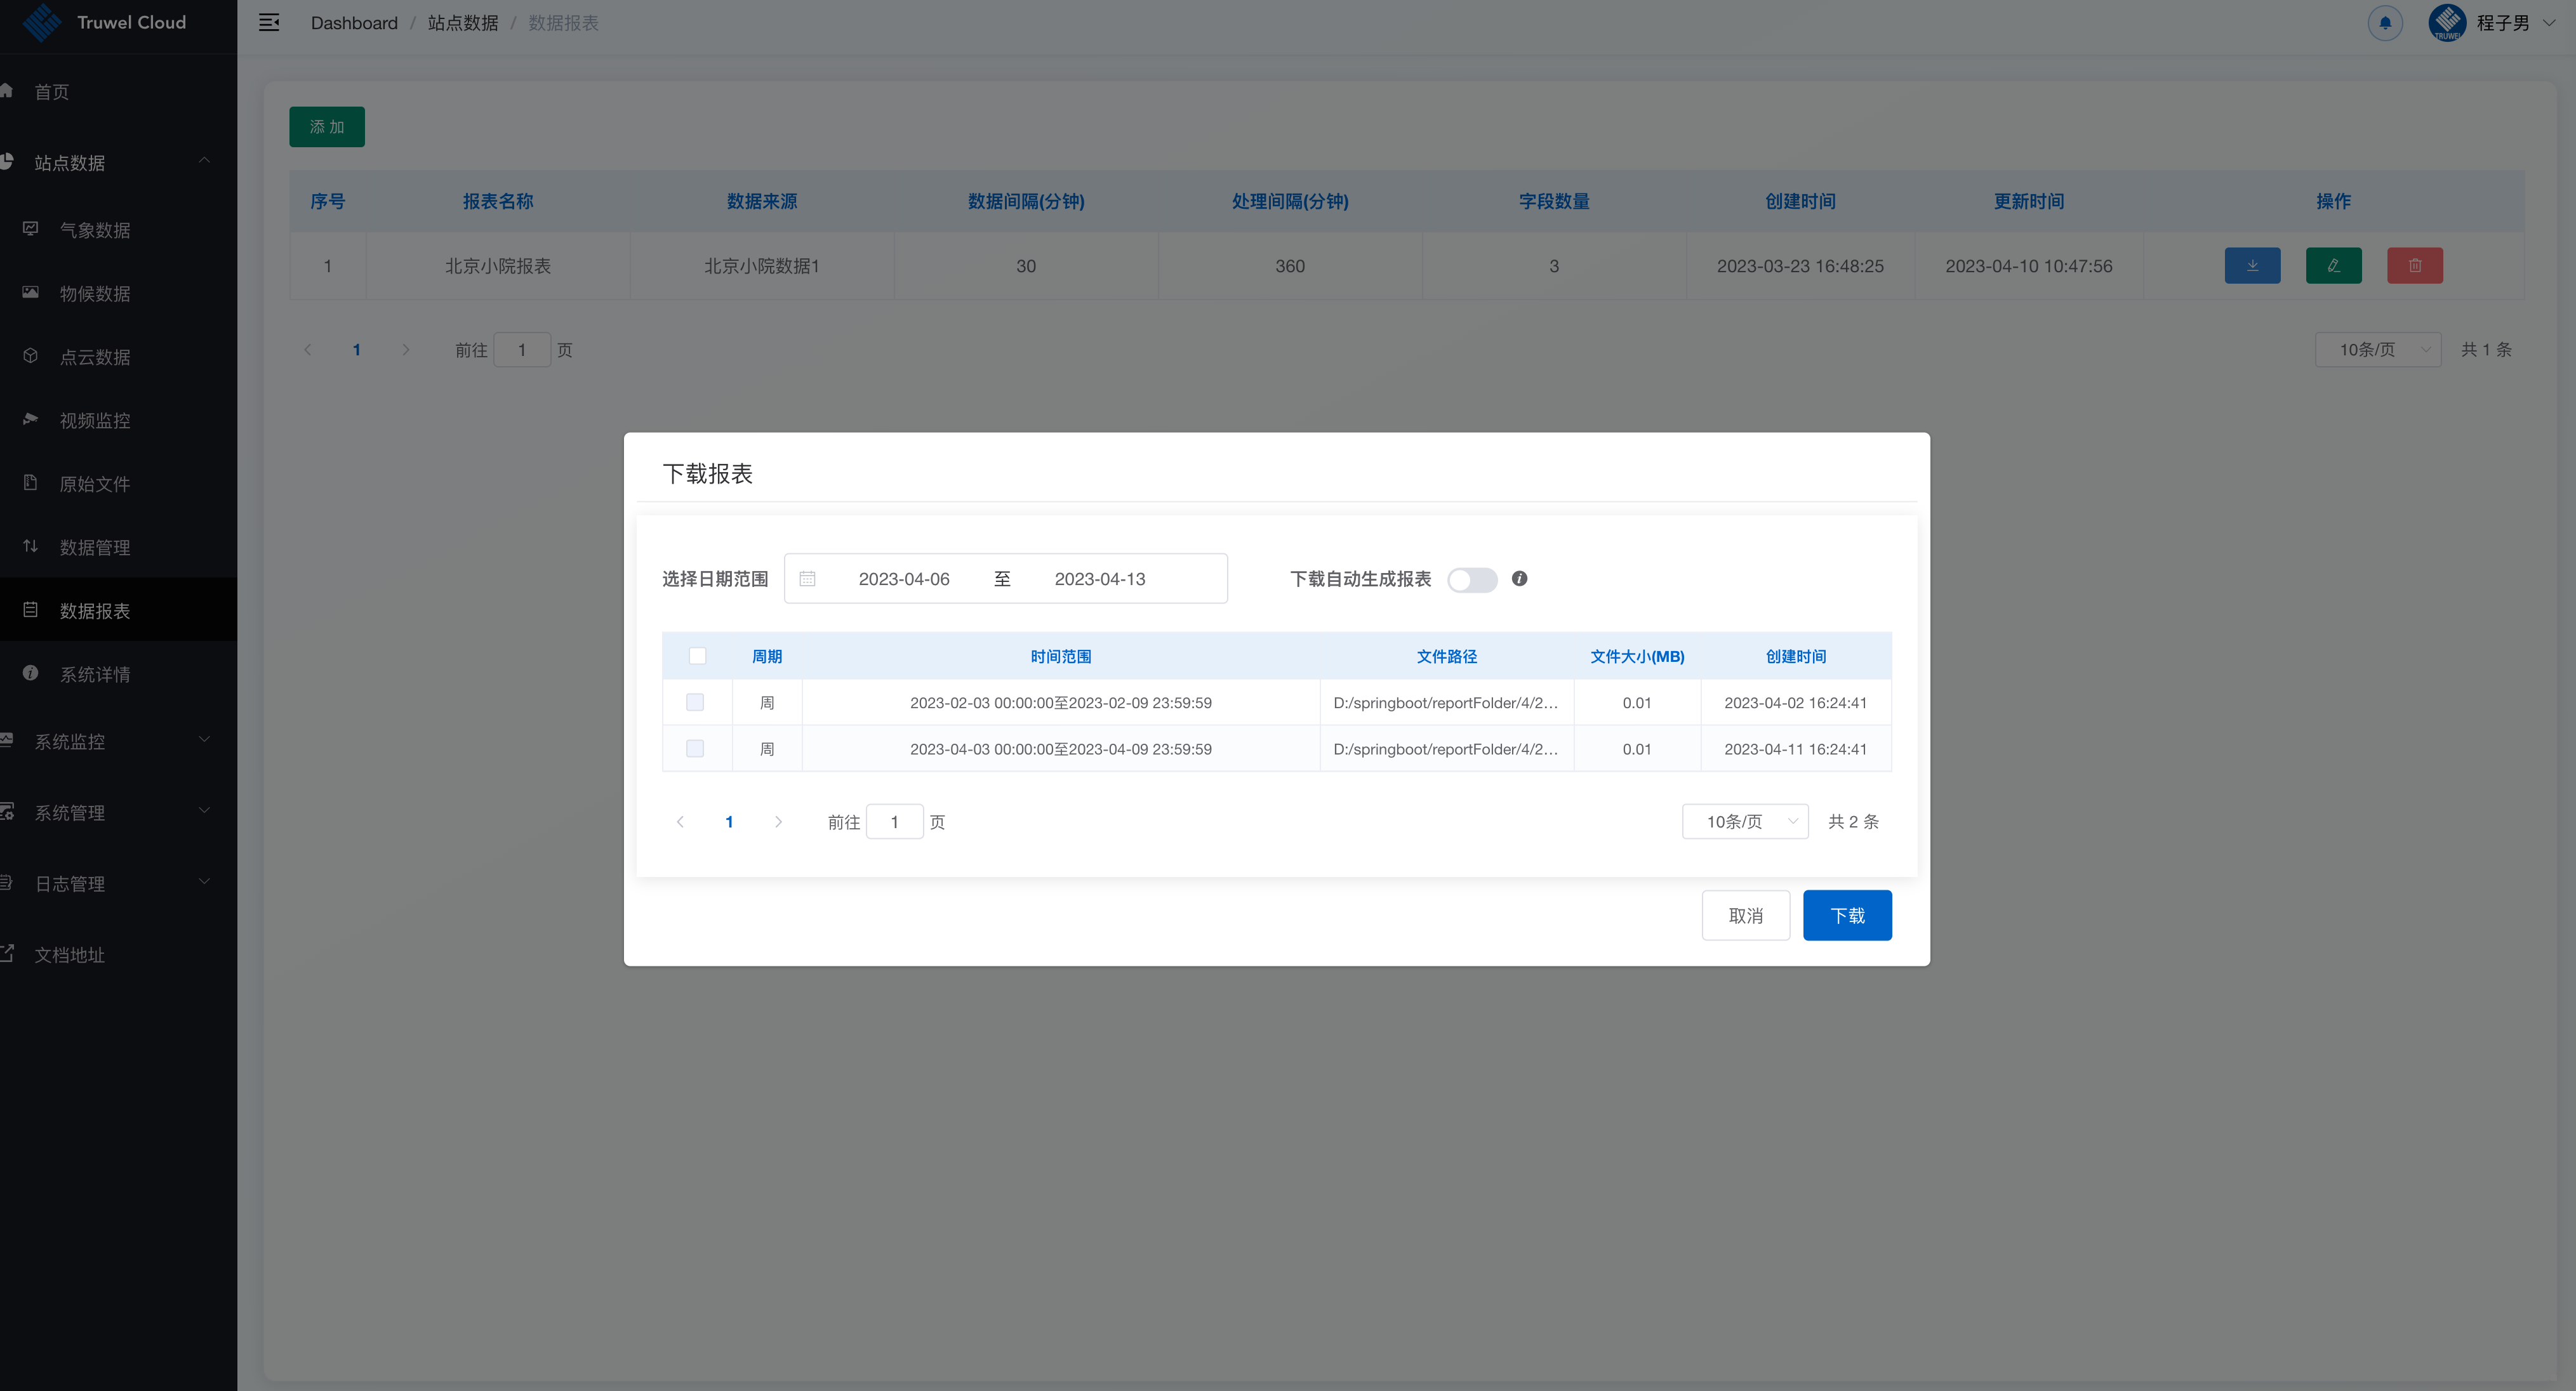 Truwel Cloud
Dashboard / 站点数据 / 数据报表
TRUWEL
程子男
首页
站点数据
气象数据
物候数据
点云数据
视频监控
原始文件
数据管理
数据报表
系统详情
系统监控
系统管理
日志管理
文档地址
添 加
序号 报表名称 数据来源 数据间隔(分钟) 处理间隔(分钟) 字段数量 创建时间 更新时间 操作
1 北京小院报表 北京小院数据1 30 360 3 2023-03-23 16:48:25 2023-04-10 10:47:56
1 前往 1 页 10条/页 共 1 条
下载报表
选择日期范围 2023-04-06 至 2023-04-13 下载自动生成报表
周期 时间范围 文件路径 文件大小(MB) 创建时间
周 2023-02-03 00:00:00至2023-02-09 23:59:59 D:/springboot/reportFolder/4/2... 0.01 2023-04-02 16:24:41
周 2023-04-03 00:00:00至2023-04-09 23:59:59 D:/springboot/reportFolder/4/2... 0.01 2023-04-11 16:24:41
1 前往 1 页 10条/页 共 2 条
取消 下载